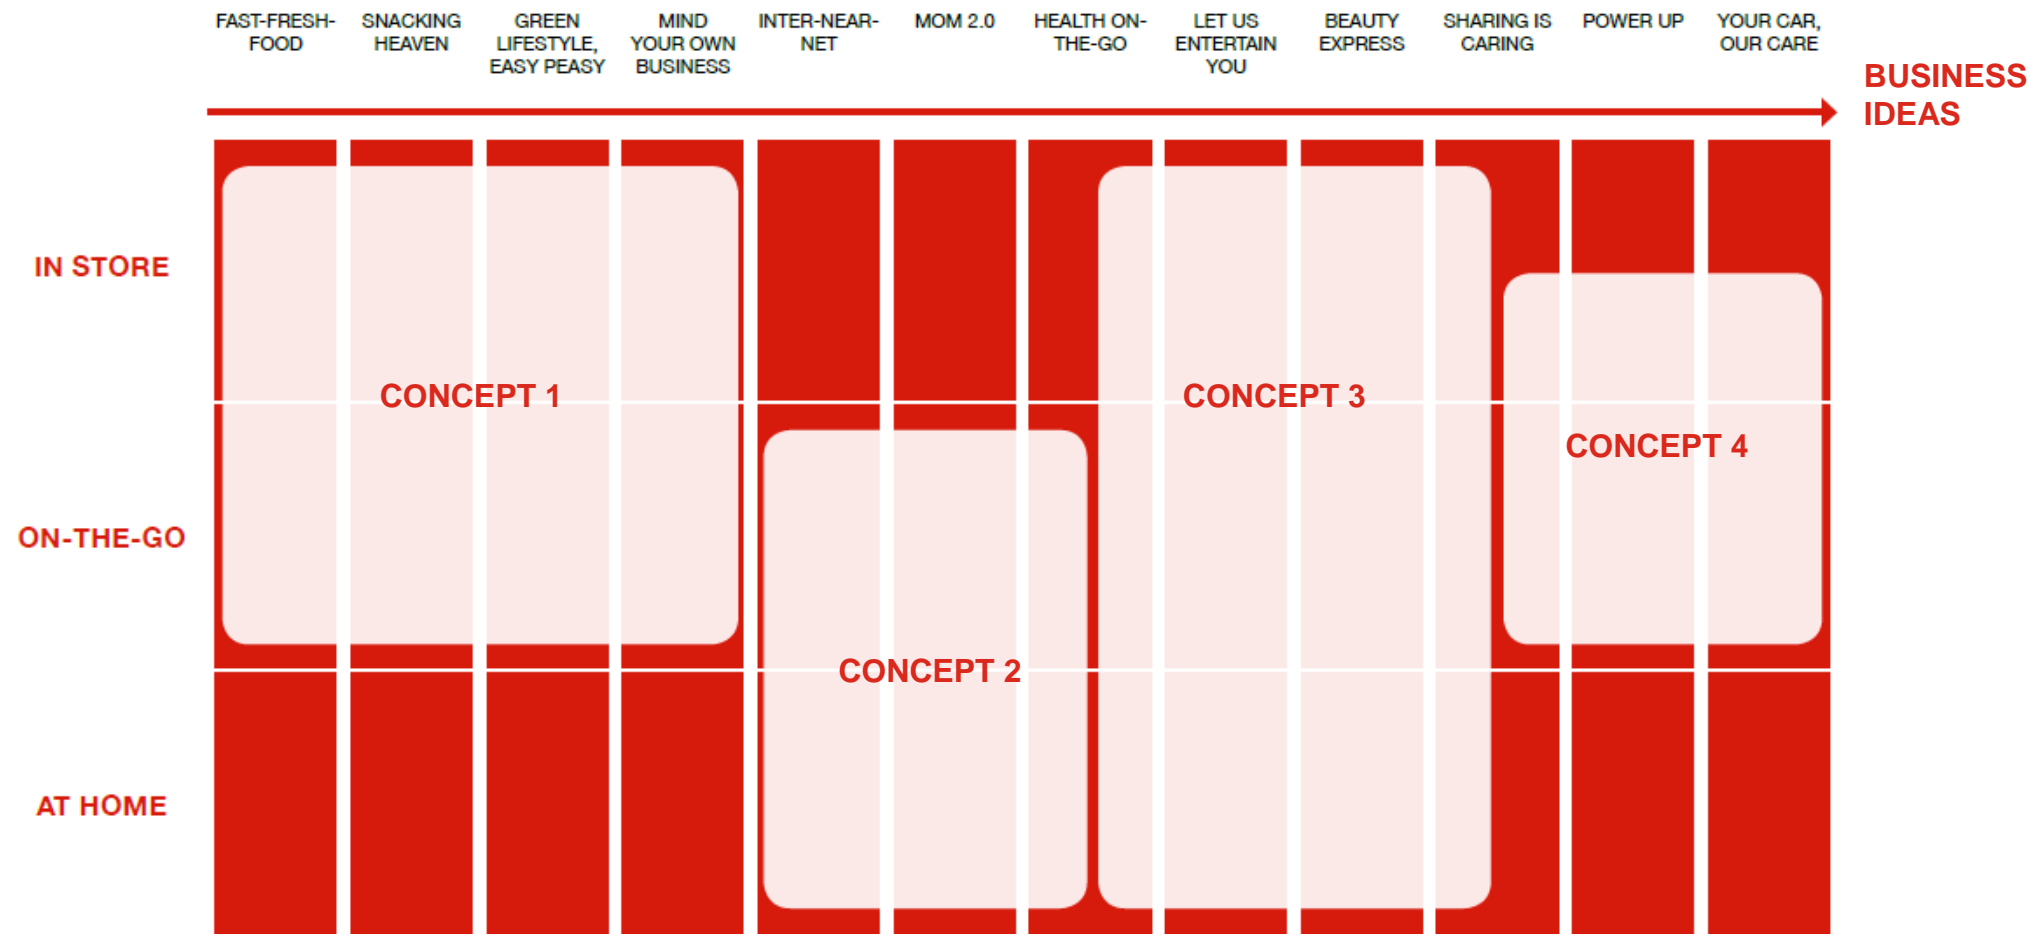 FAST-FRESH-
FOOD
SNACKING
HEAVEN
GREEN
LIFESTYLE,
EASY PEASY
MIND
YOUR OWN
BUSINESS
INTER-NEAR-
NET
MOM 2.0
HEALTH ON-
THE-GO
LET US
ENTERTAIN
YOU
BEAUTY
EXPRESS
SHARING IS
CARING
POWER UP
YOUR CAR,
OUR CARE
BUSINESS
IDEAS
IN STORE
CONCEPT 1
CONCEPT 3
CONCEPT 4
ON-THE-GO
CONCEPT 2
AT HOME